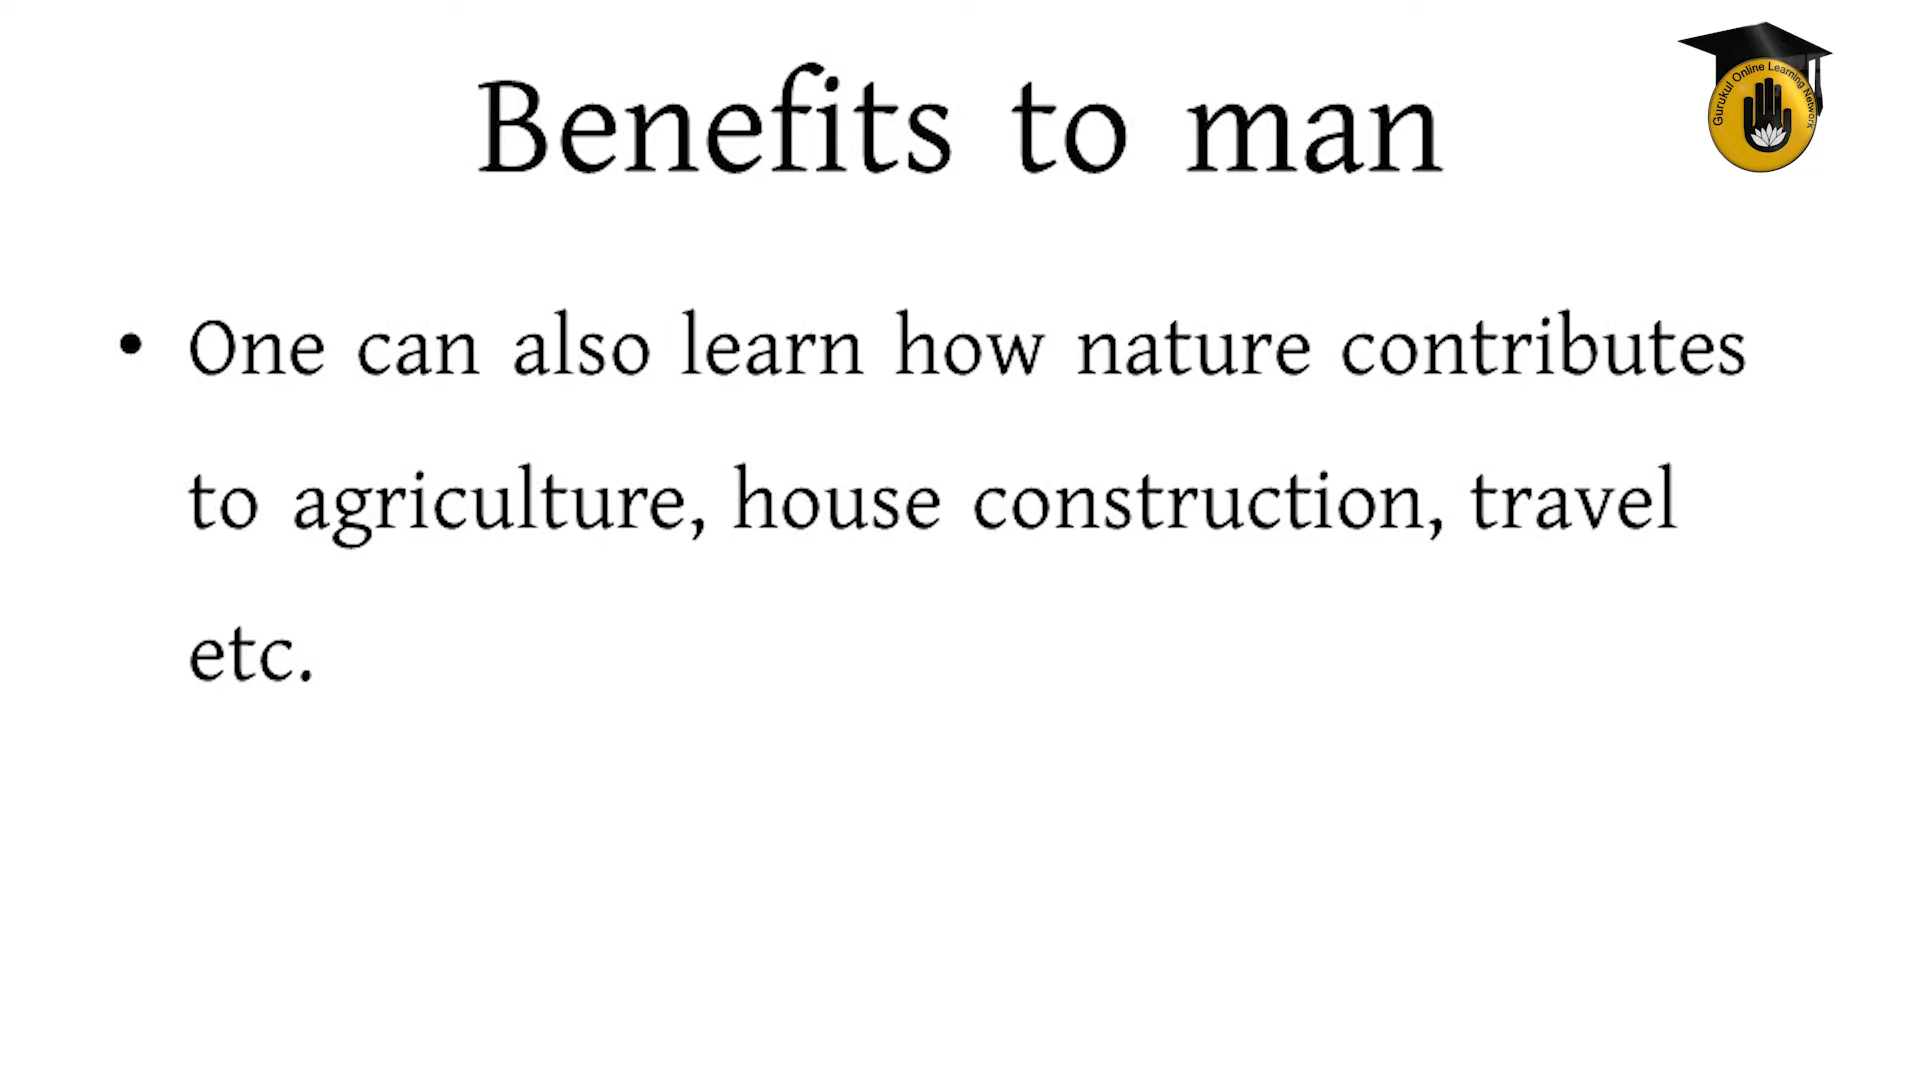 Gurukul Online Learning Network
Benefits to man
• One can also learn how nature contributes
to agriculture, house construction, travel
etc.